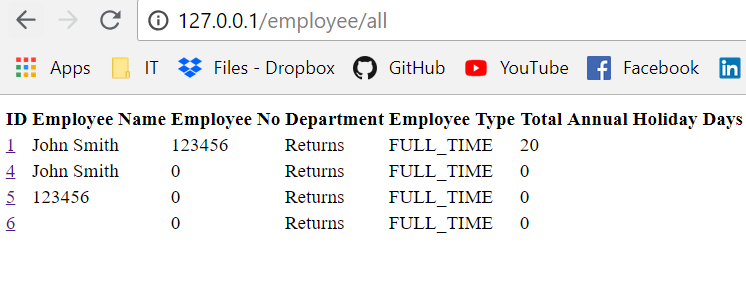 127.0.0.1/employee/all
Apps IT Files - Dropbox GitHub YouTube Facebook
ID Employee Name Employee No Department Employee Type Total Annual Holiday Days
1 John Smith 123456 Returns FULL_TIME 20
4 John Smith 0 Returns FULL_TIME 0
5 123456 0 Returns FULL_TIME 0
6 0 Returns FULL_TIME 0